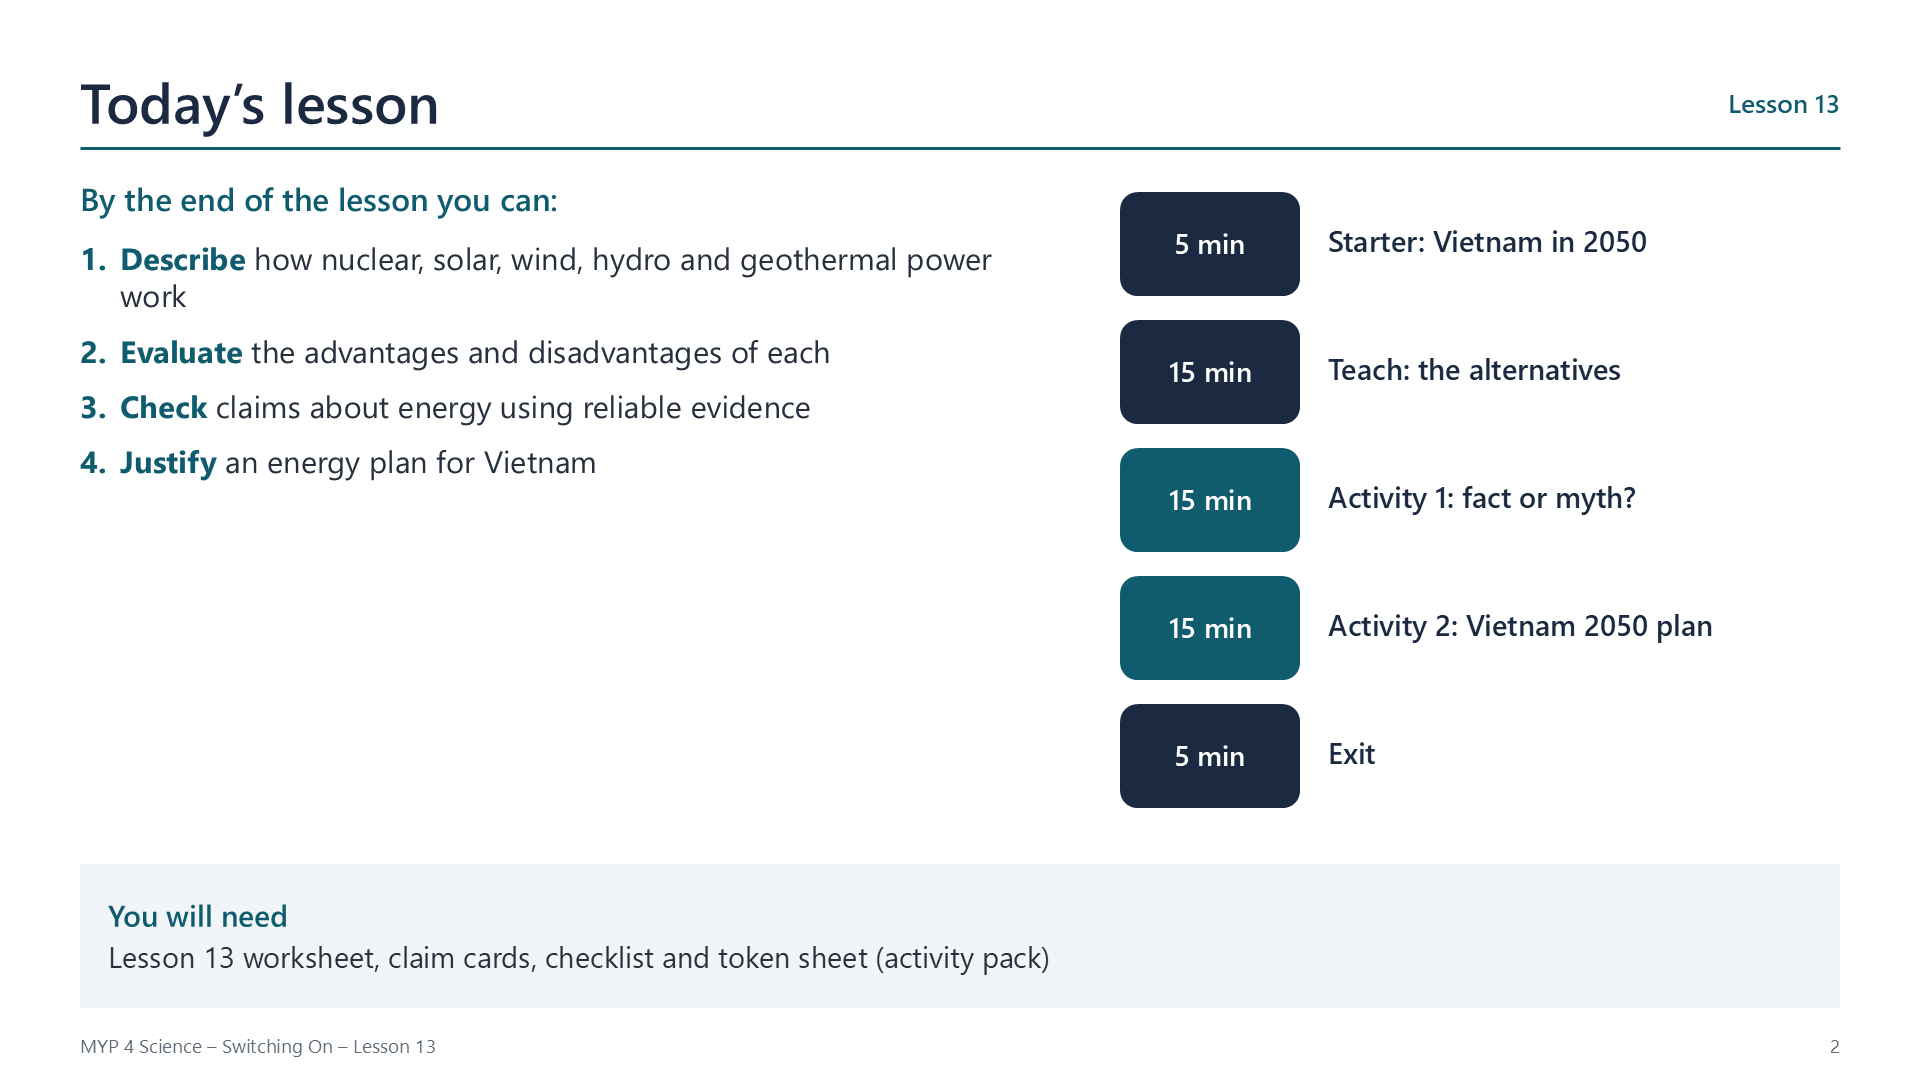 Today’s lesson
Lesson 13
By the end of the lesson you can:
1. Describe how nuclear, solar, wind, hydro and geothermal power
work
2. Evaluate the advantages and disadvantages of each
3. Check claims about energy using reliable evidence
4. Justify an energy plan for Vietnam
5 min
Starter: Vietnam in 2050
15 min
Teach: the alternatives
15 min
Activity 1: fact or myth?
15 min
Activity 2: Vietnam 2050 plan
5 min
Exit
You will need
Lesson 13 worksheet, claim cards, checklist and token sheet (activity pack)
MYP 4 Science – Switching On – Lesson 13
2